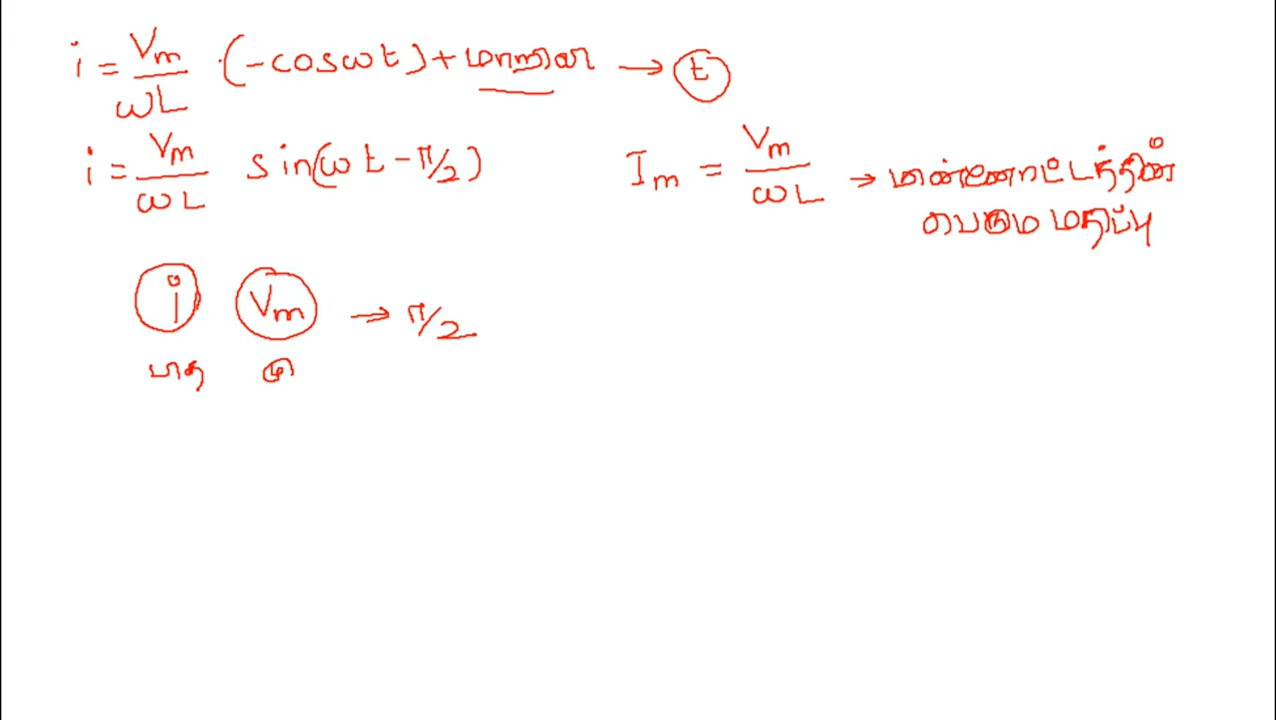 i = Vm/ωL (-cosωt) + மாறிலி → t
i = Vm/ωL sin(ωt - π/2)
Im = Vm/ωL → மின்னோட்டத்தின்
பெரும மதிப்பு
i Vm → π/2